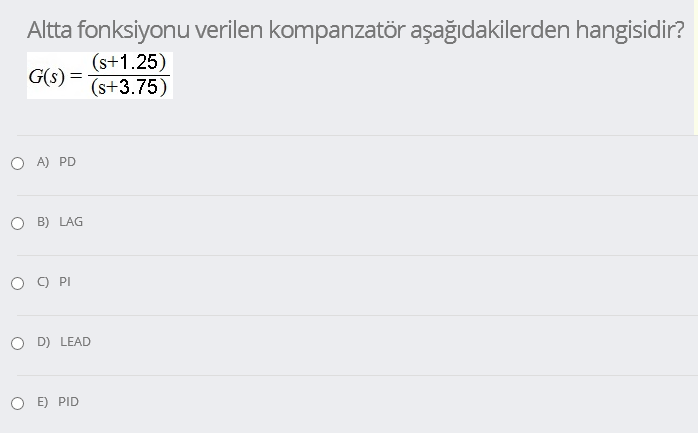 Altta fonksiyonu verilen kompanzatör aşağıdakilerden hangisidir?
G(s) = (s+1.25) / (s+3.75)
A) PD
B) LAG
C) PI
D) LEAD
E) PID